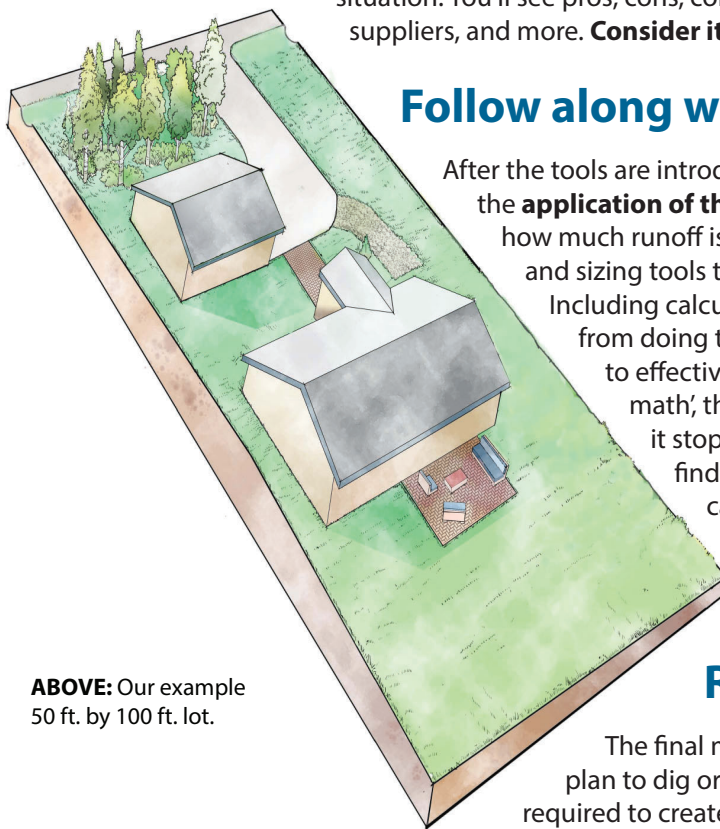 situation. You'll see pros, cons, co
suppliers, and more. Consider it
Follow along w
After the tools are introdu
the application of th
how much runoff is
and sizing tools t
Including calcu
from doing t
to effectiv
math', th
it stop
find
ca
ABOVE: Our example
50 ft. by 100 ft. lot.
R
The final r
plan to dig or
required to create